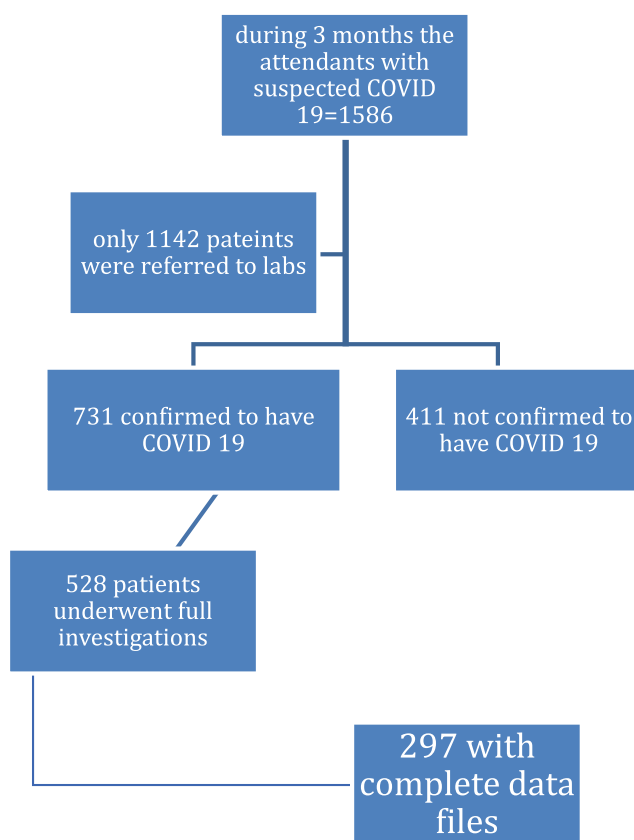 during 3 months the
attendants with
suspected COVID
19=1586
only 1142 pateints
were referred to labs
731 confirmed to have
COVID 19
411 not confirmed to
have COVID 19
528 patients
underwent full
investigations
297 with
complete data
files